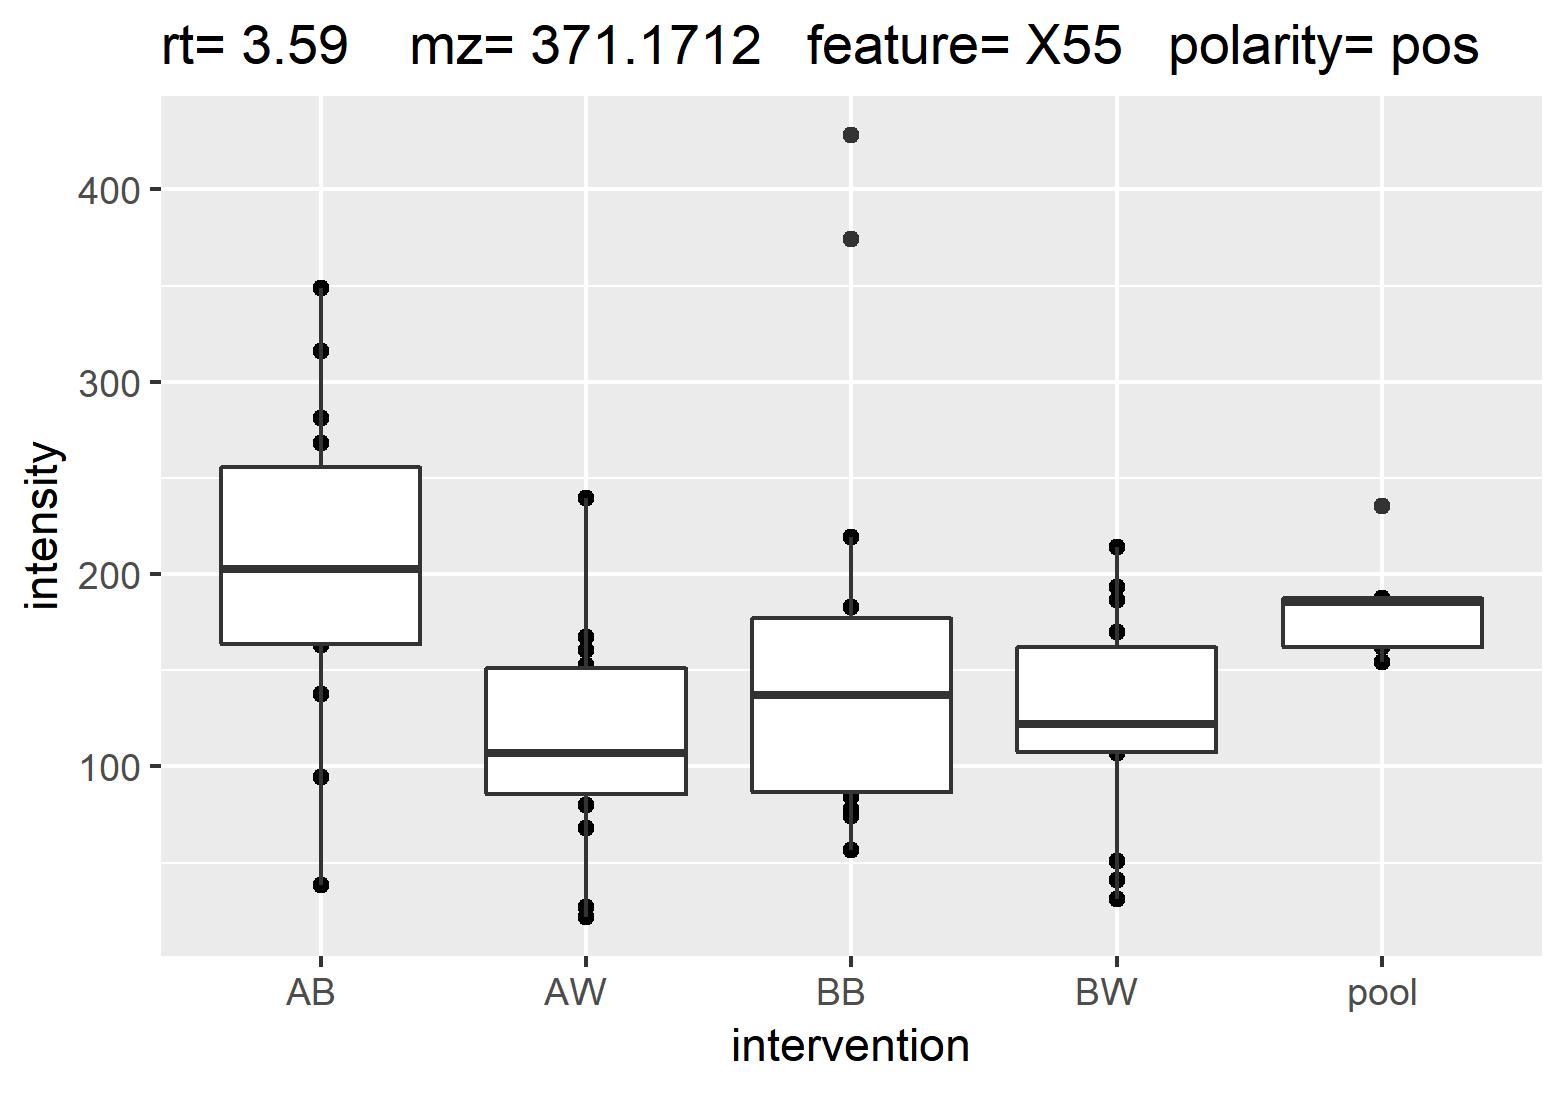 rt= 3.59 mz= 371.1712 feature= X55 polarity= pos
400
300
200
100
intensity
AB AW BB BW pool
intervention